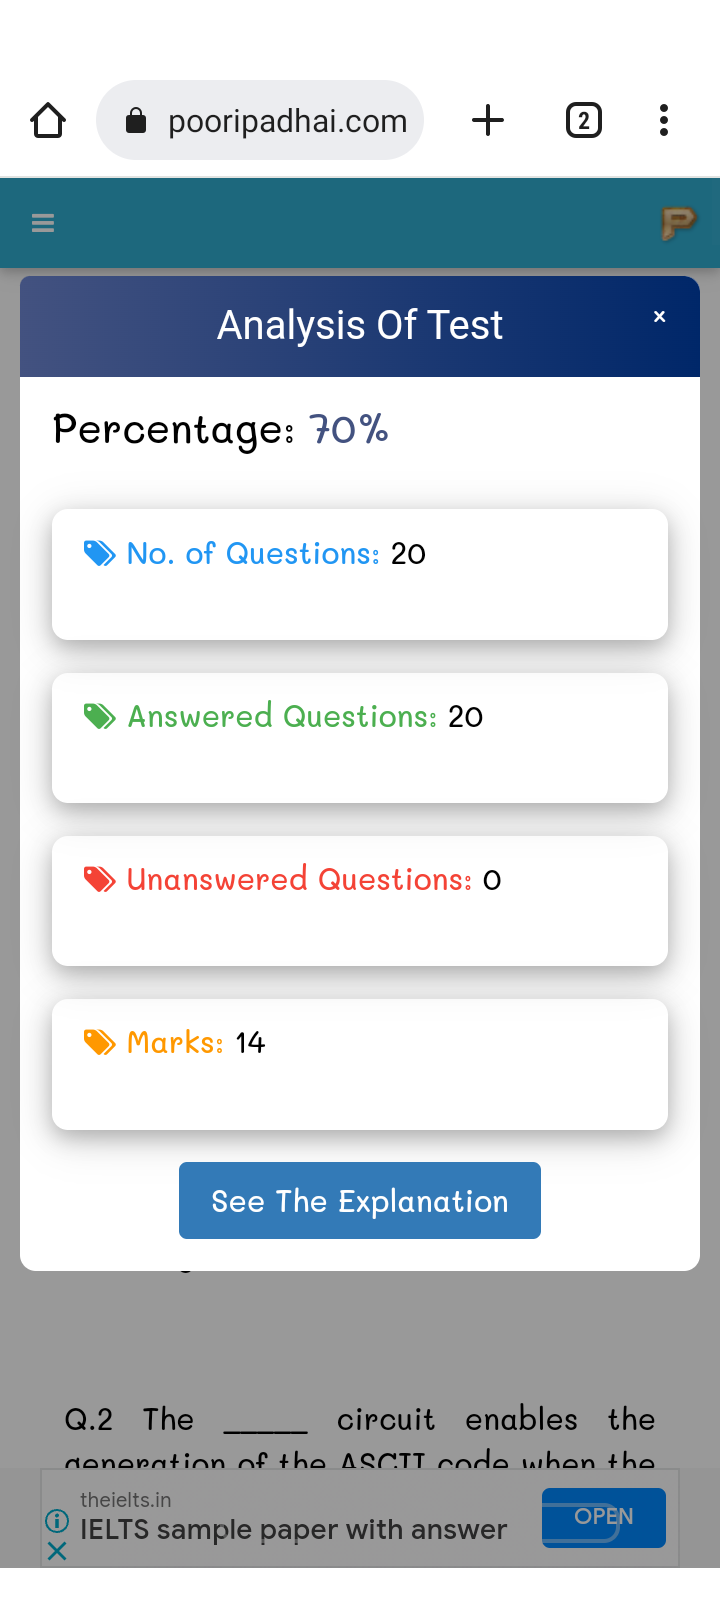 pooripadhai.com
2
P
Analysis Of Test
×
Percentage: 70%
No. of Questions: 20
Answered Questions: 20
Unanswered Questions: 0
Marks: 14
See The Explanation
Q.2 The _____ circuit enables the
generation of the ASCII code when the
theielts.in
IELTS sample paper with answer
OPEN